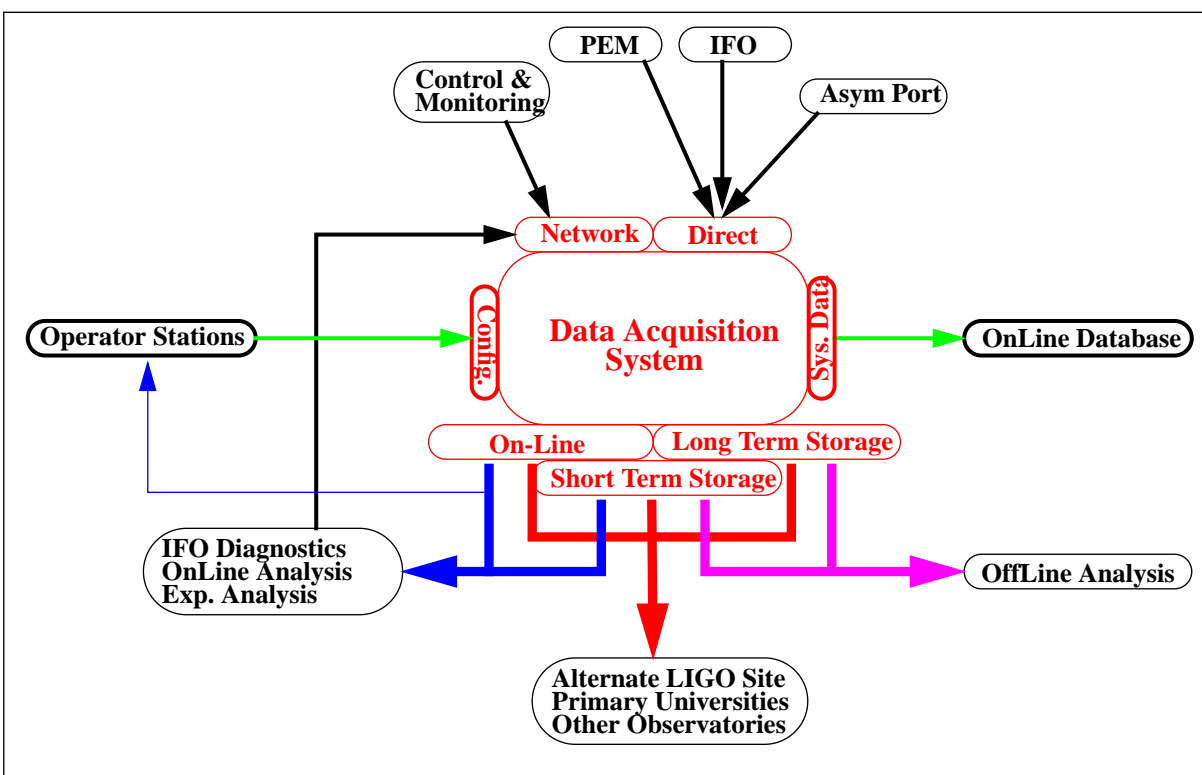 PEM
IFO
Control &
Monitoring
Asym Port
Network
Direct
Operator Stations
Config.
Data Acquisition
System
Sys. Data
OnLine Database
On-Line
Long Term Storage
Short Term Storage
IFO Diagnostics
OnLine Analysis
Exp. Analysis
OffLine Analysis
Alternate LIGO Site
Primary Universities
Other Observatories